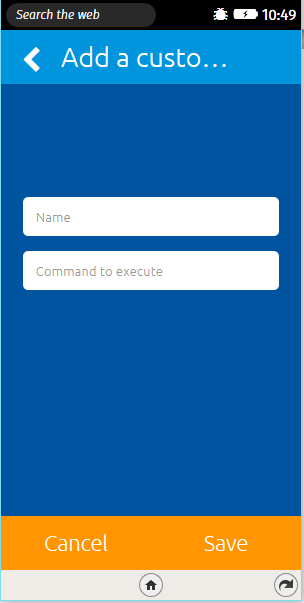 Search the web 10:49
Add a custo...
Name
Command to execute
Cancel Save